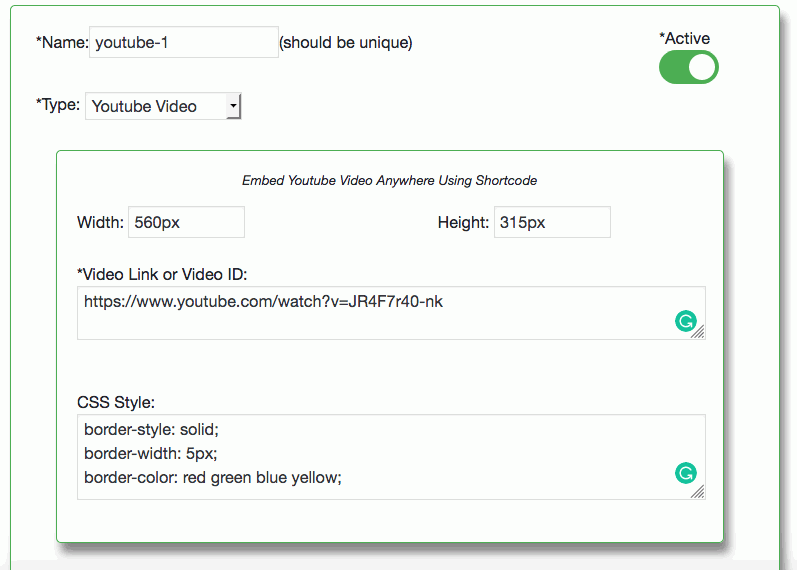 *Name: youtube-1 (should be unique) *Active
*Type: Youtube Video
Embed Youtube Video Anywhere Using Shortcode
Width: 560px Height: 315px
*Video Link or Video ID:
https://www.youtube.com/watch?v=JR4F7r40-nk
CSS Style:
border-style: solid;
border-width: 5px;
border-color: red green blue yellow;